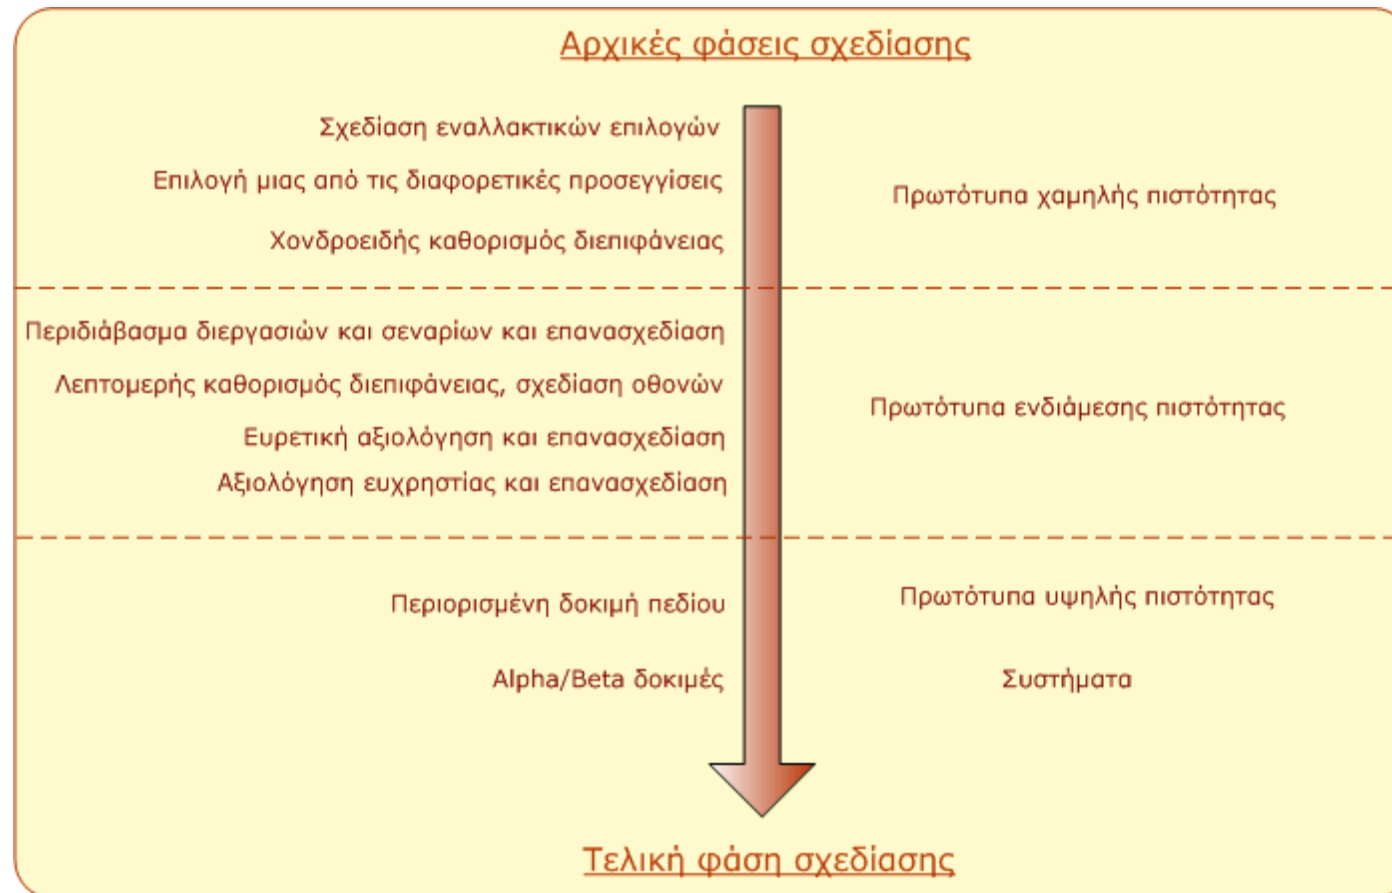 Αρχικές φάσεις σχεδίασης
Σχεδίαση εναλλακτικών επιλογών
Επιλογή μιας από τις διαφορετικές προσεγγίσεις
Πρωτότυπα χαμηλής πιστότητας
Χονδροειδής καθορισμός διεπιφάνειας
Περιδιάβασμα διεργασιών και σεναρίων και επανασχεδίαση
Λεπτομερής καθορισμός διεπιφάνειας, σχεδίαση οθονών
Πρωτότυπα ενδιάμεσης πιστότητας
Ευρετική αξιολόγηση και επανασχεδίαση
Αξιολόγηση ευχρηστίας και επανασχεδίαση
Περιορισμένη δοκιμή πεδίου
Πρωτότυπα υψηλής πιστότητας
Alpha/Beta δοκιμές
Συστήματα
Τελική φάση σχεδίασης